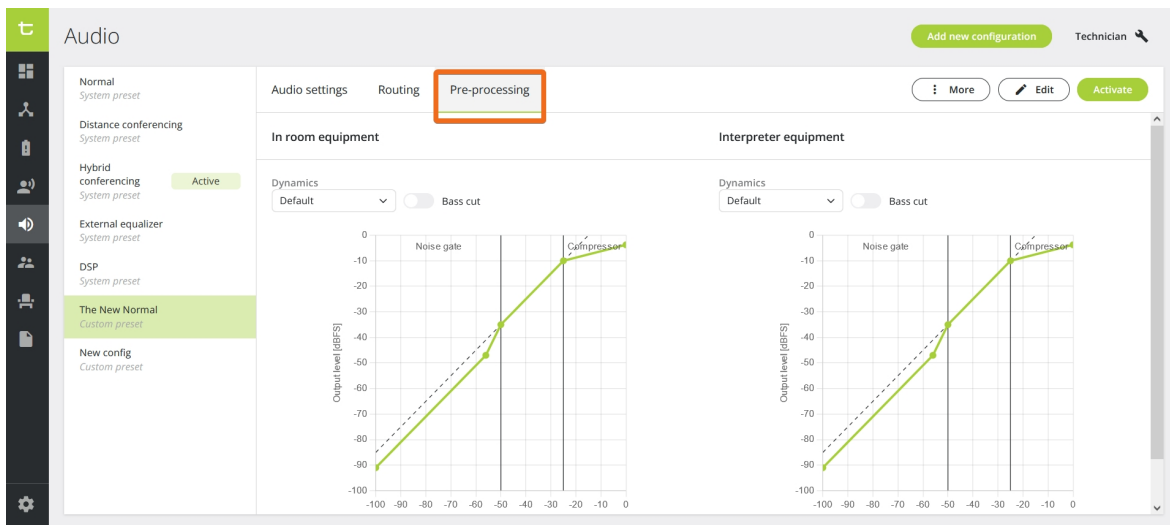 t
Audio
Add new configuration
Technician
Normal
System preset
Distance conferencing
System preset
Hybrid
conferencing
Active
System preset
External equalizer
System preset
DSP
System preset
The New Normal
Custom preset
New config
Custom preset
Audio settings
Routing
Pre-processing
More
Edit
Activate
In room equipment
Dynamics
Default
Bass cut
Noise gate
Compressor
Output level [dBFS]
0
-10
-20
-30
-40
-50
-60
-70
-80
-90
-100
-100 -90 -80 -70 -60 -50 -40 -30 -20 -10 0
Interpreter equipment
Dynamics
Default
Bass cut
Noise gate
Compressor
Output level [dBFS]
0
-10
-20
-30
-40
-50
-60
-70
-80
-90
-100
-100 -90 -80 -70 -60 -50 -40 -30 -20 -10 0